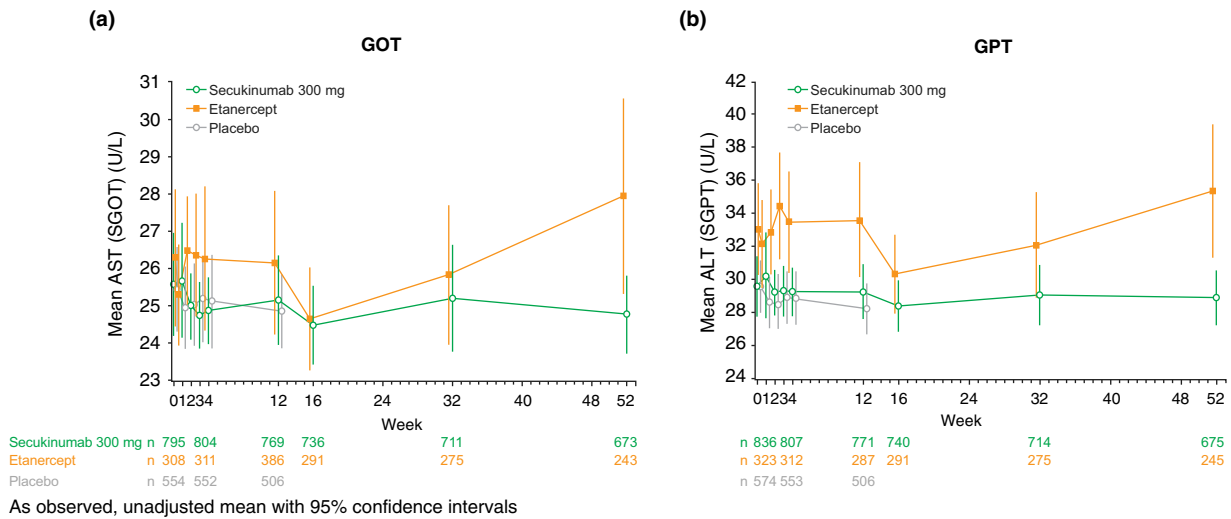 (a)
GOT
31
30
29
28
27
26
25
24
23
Mean AST (SGOT) (U/L)
Secukinumab 300 mg
Etanercept
Placebo
01234 12 16 24 32 40 48 52
Week
Secukinumab 300 mg n 795 804 769 736 711 673
Etanercept n 308 311 386 291 275 243
Placebo n 554 552 506
(b)
GPT
42
40
38
36
34
32
30
28
26
24
Mean ALT (SGPT) (U/L)
Secukinumab 300 mg
Etanercept
Placebo
01234 12 16 24 32 40 48 52
Week
n 836 807 771 740 714 675
n 323 312 287 291 275 245
n 574 553 506
As observed, unadjusted mean with 95% confidence intervals